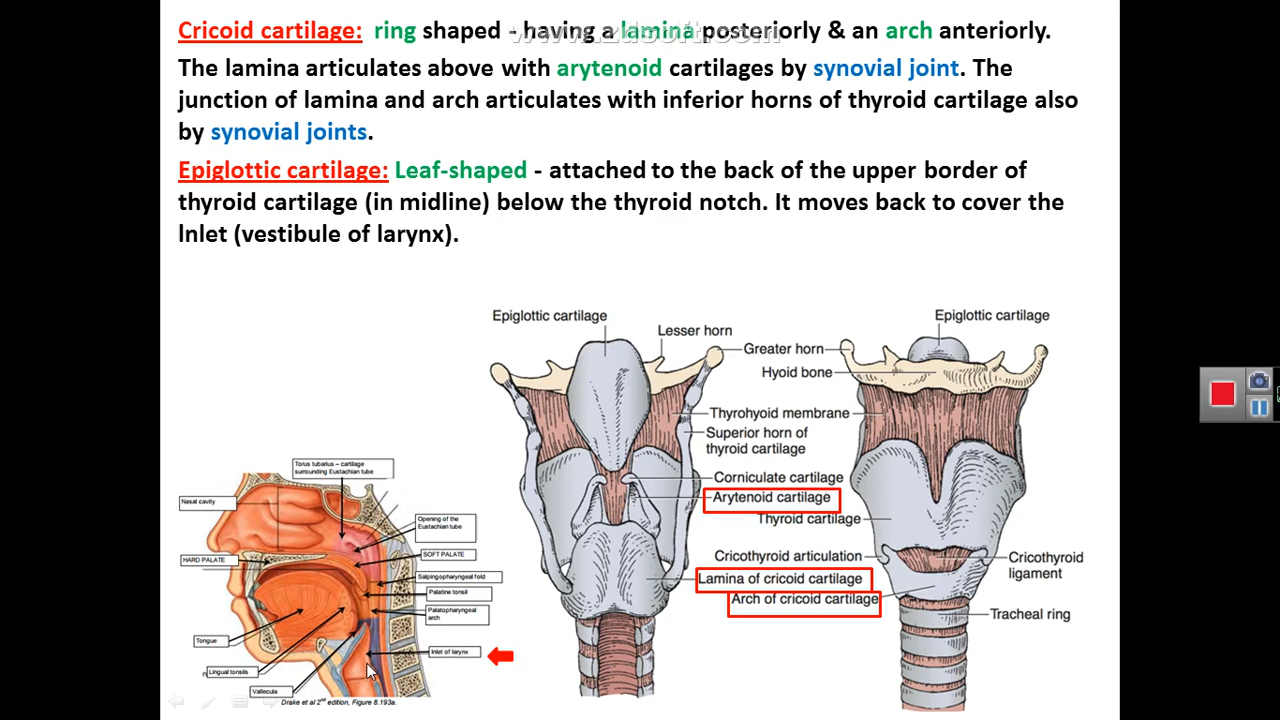 Cricoid cartilage: ring shaped - having a lamina posteriorly & an arch anteriorly.
www.zdsoft.com
The lamina articulates above with arytenoid cartilages by synovial joint. The
junction of lamina and arch articulates with inferior horns of thyroid cartilage also
by synovial joints.
Epiglottic cartilage: Leaf-shaped - attached to the back of the upper border of
thyroid cartilage (in midline) below the thyroid notch. It moves back to cover the
Inlet (vestibule of larynx).
Epiglottic cartilage
Lesser horn
Greater horn
Hyoid bone
Thyrohyoid membrane
Superior horn of
thyroid cartilage
Corniculate cartilage
Arytenoid cartilage
Thyroid cartilage
Cricothyroid articulation
Lamina of cricoid cartilage
Arch of cricoid cartilage
Epiglottic cartilage
Cricothyroid
ligament
Tracheal ring
Torus tubarius – cartilage
surrounding Eustachian tube
Nasal cavity
Opening of the
Eustachian tube
HARD PALATE
SOFT PALATE
Salpingopharyngeal fold
Palatine tonsil
Palatopharyngeal
arch
Tongue
Inlet of larynx
Lingual tonsils
Vallecula
Drake et al 2nd edition, Figure 8.193a.